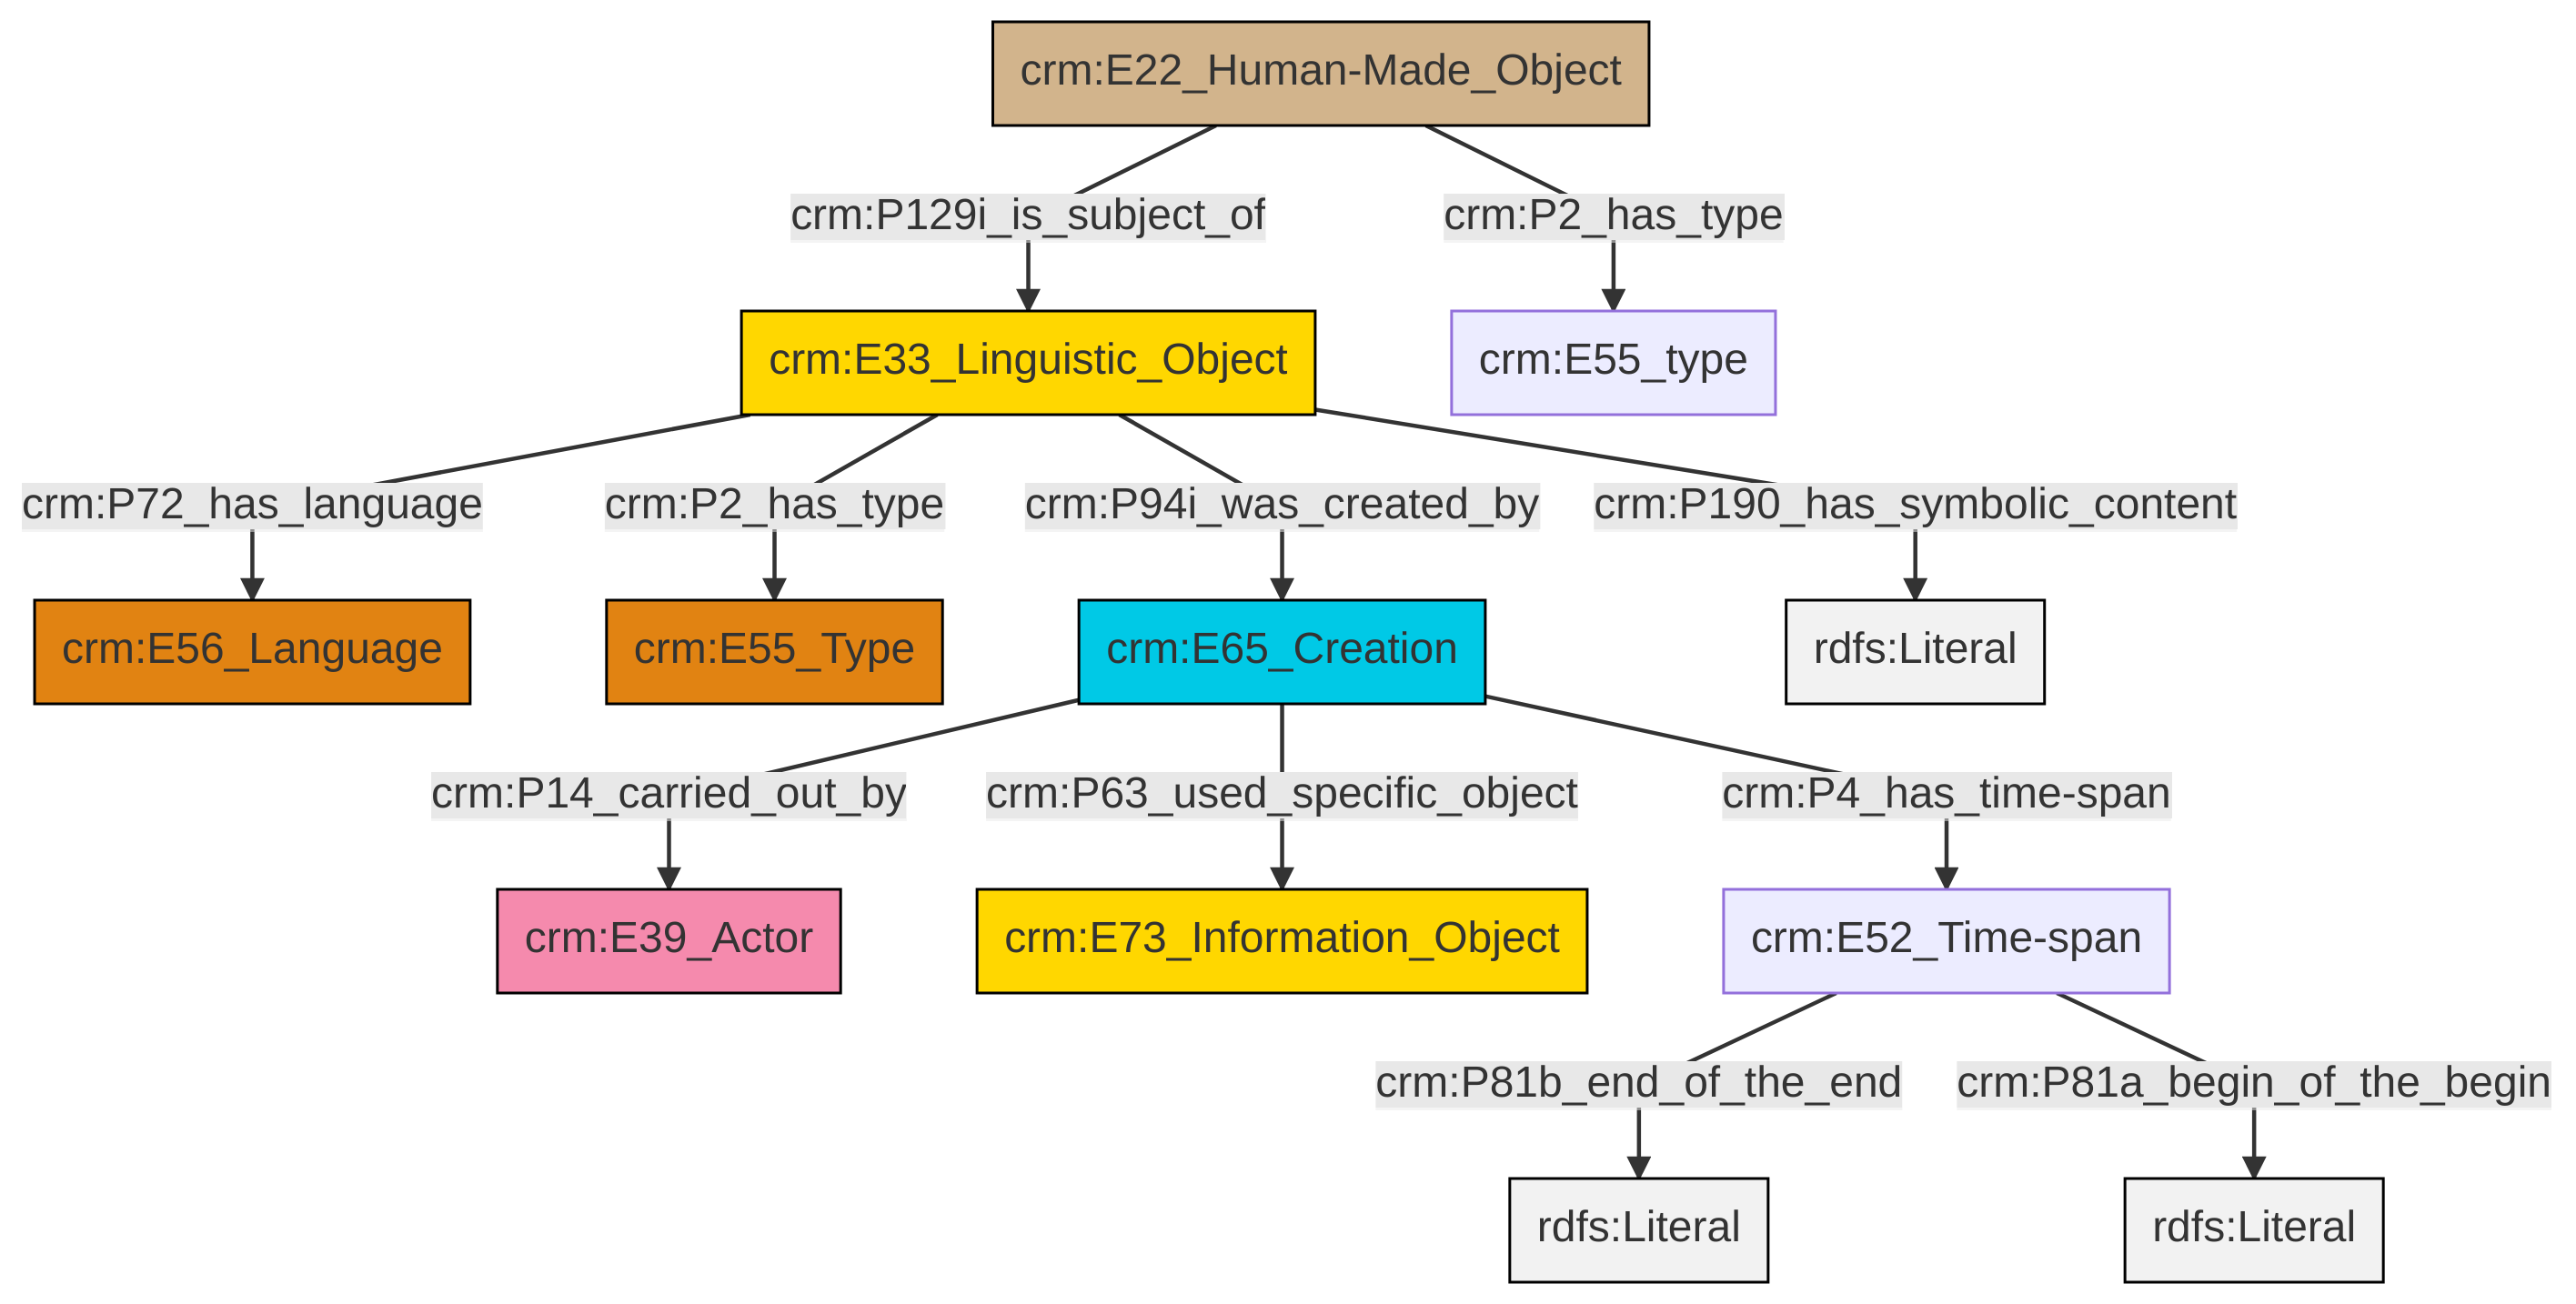 crm:E22_Human-Made_Object
crm:P129i_is_subject_of
crm:P2_has_type
crm:E33_Linguistic_Object
crm:E55_type
crm:P72_has_language
crm:P2_has_type
crm:P94i_was_created_by
crm:P190_has_symbolic_content
crm:E56_Language
crm:E55_Type
crm:E65_Creation
rdfs:Literal
crm:P14_carried_out_by
crm:P63_used_specific_object
crm:P4_has_time-span
crm:E39_Actor
crm:E73_Information_Object
crm:E52_Time-span
crm:P81b_end_of_the_end
crm:P81a_begin_of_the_begin
rdfs:Literal
rdfs:Literal